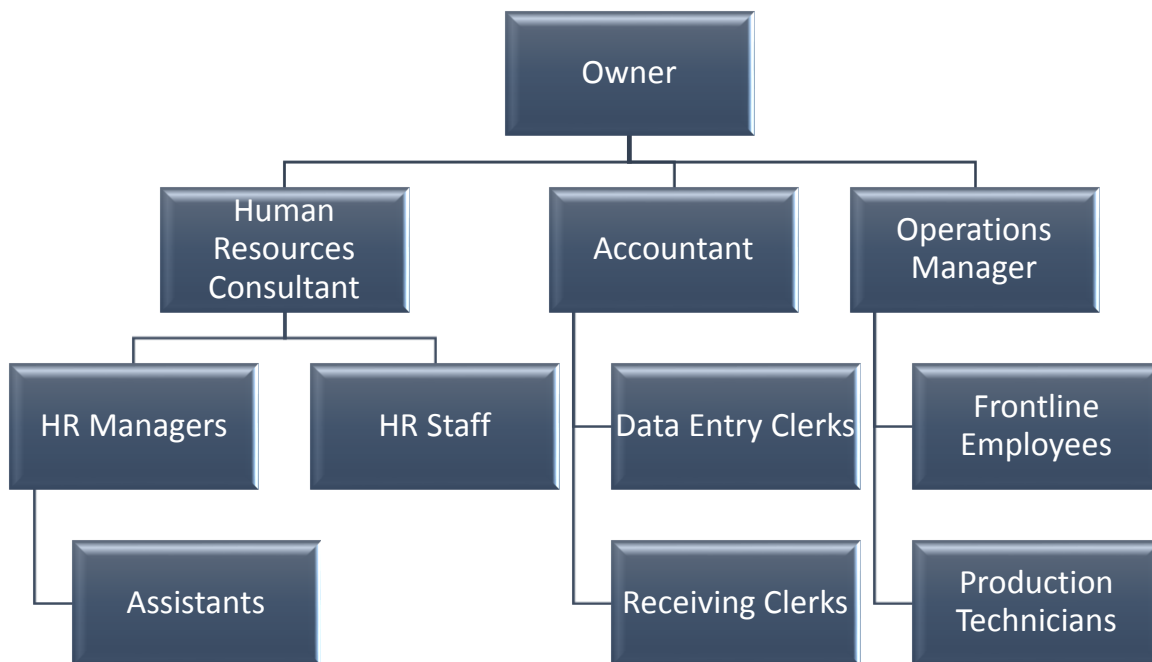 Owner
Human
Resources
Consultant
Accountant
Operations
Manager
HR Managers
HR Staff
Data Entry Clerks
Frontline
Employees
Assistants
Receiving Clerks
Production
Technicians